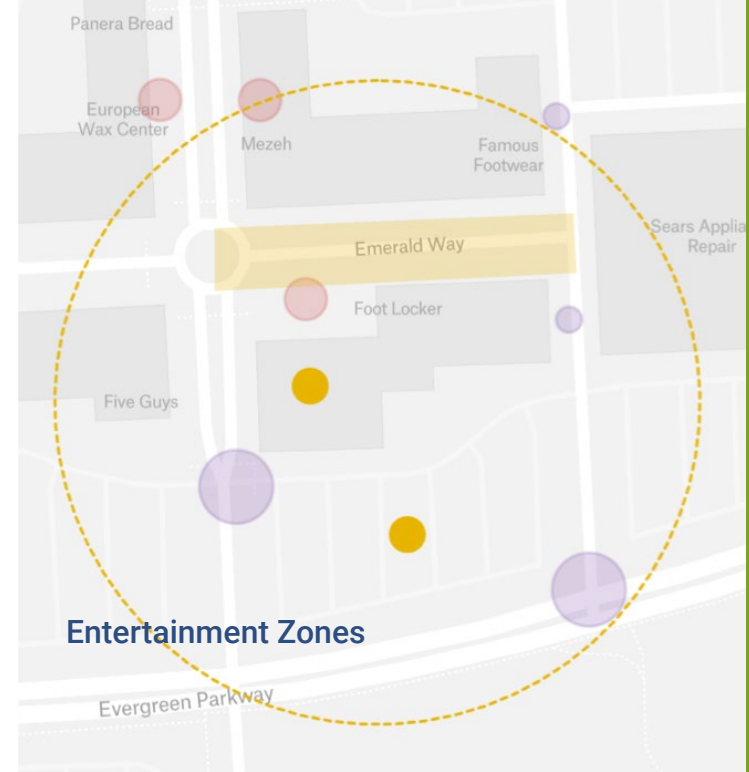 Panera Bread
European
Wax Center
Mezeh
Famous
Footwear
Sears Applia
Repair
Emerald Way
Foot Locker
Five Guys
Entertainment Zones
Evergreen Parkway